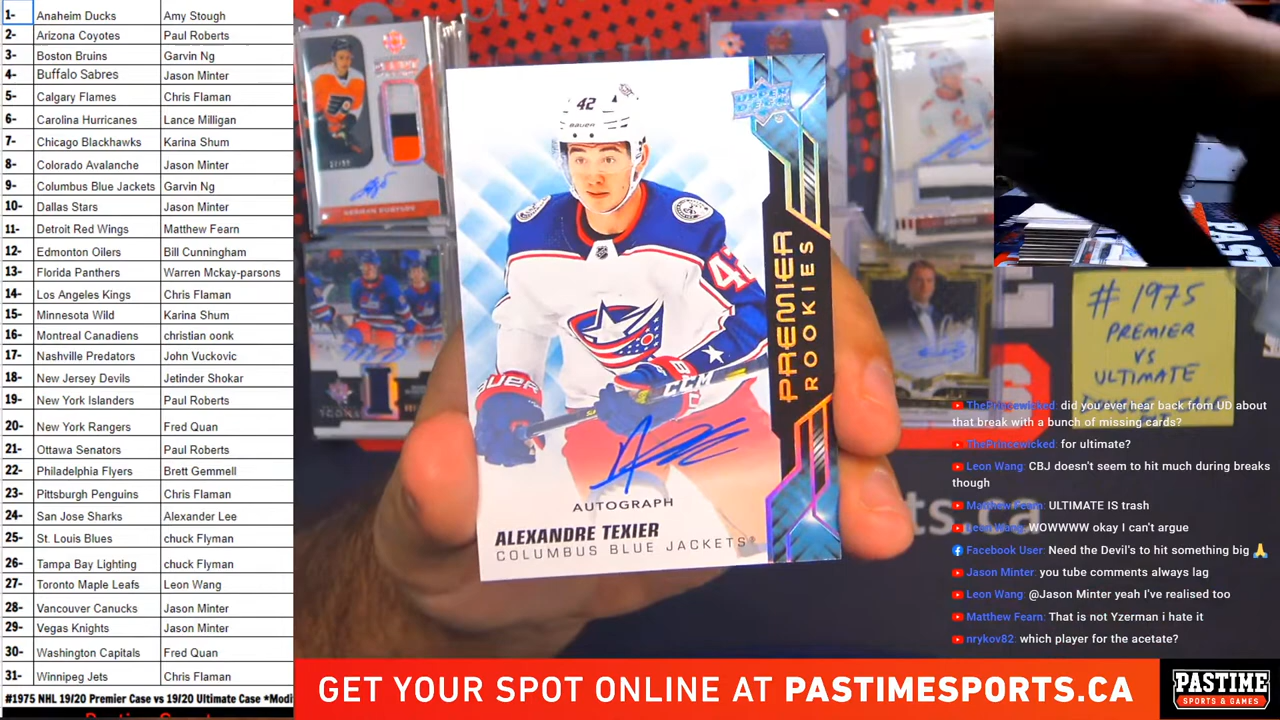 1- Anaheim Ducks Amy Stough
2- Arizona Coyotes Paul Roberts
3- Boston Bruins Garvin Ng
4- Buffalo Sabres Jason Minter
5- Calgary Flames Chris Flaman
6- Carolina Hurricanes Lance Milligan
7- Chicago Blackhawks Karina Shum
8- Colorado Avalanche Jason Minter
9- Columbus Blue Jackets Garvin Ng
10- Dallas Stars Jason Minter
11- Detroit Red Wings Matthew Fearn
12- Edmonton Oilers Bill Cunningham
13- Florida Panthers Warren Mckay-parsons
14- Los Angeles Kings Chris Flaman
15- Minnesota Wild Karina Shum
16- Montreal Canadiens christian oonk
17- Nashville Predators John Vuckovic
18- New Jersey Devils Jetinder Shokar
19- New York Islanders Paul Roberts
20- New York Rangers Fred Quan
21- Ottawa Senators Paul Roberts
22- Philadelphia Flyers Brett Gemmell
23- Pittsburgh Penguins Chris Flaman
24- San Jose Sharks Alexander Lee
25- St. Louis Blues chuck Flyman
26- Tampa Bay Lighting chuck Flyman
27- Toronto Maple Leafs Leon Wang
28- Vancouver Canucks Jason Minter
29- Vegas Knights Jason Minter
30- Washington Capitals Fred Quan
31- Winnipeg Jets Chris Flaman
#1975 NHL 19/20 Premier Case vs 19/20 Ultimate Case *Modi
42
BAUER
UPPER DECK
PREMIER
ROOKIES
BAUER
CCM
AUTOGRAPH
ALEXANDRE TEXIER
COLUMBUS BLUE JACKETS
# 1975
PREMIER
VS
ULTIMATE
ThePrincewicked: did you ever hear back from UD about
that break with a bunch of missing cards?
ThePrincewicked: for ultimate?
Leon Wang: CBJ doesn't seem to hit much during breaks
though
Matthew Fearn: ULTIMATE IS trash
Leon Wang: WOWWWW okay I can't argue
Facebook User: Need the Devil's to hit something big 🙏
Jason Minter: you tube comments always lag
Leon Wang: @Jason Minter yeah I've realised too
Matthew Fearn: That is not Yzerman i hate it
nrykov82: which player for the acetate?
GET YOUR SPOT ONLINE AT PASTIMESPORTS.CA
PASTIME
SPORTS & GAMES